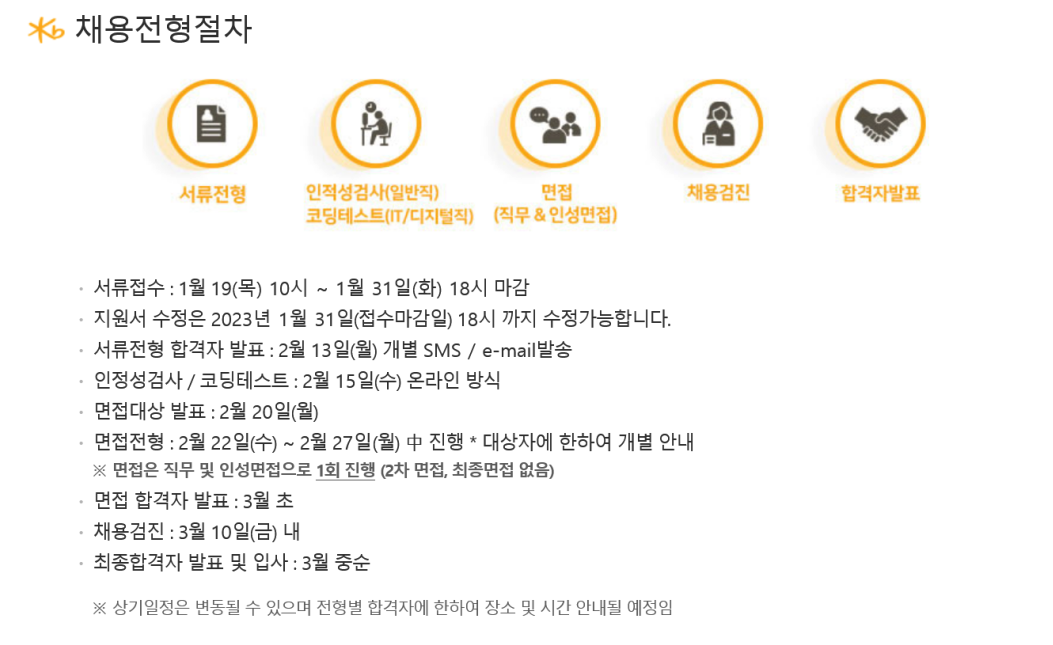 채용전형절차
서류전형
인적성검사(일반직)
코딩테스트(IT/디지털직)
면접
(직무 & 인성면접)
채용검진
합격자발표
· 서류접수 : 1월 19(목) 10시 ~ 1월 31일(화) 18시 마감
· 지원서 수정은 2023년 1월 31일(접수마감일) 18시 까지 수정가능합니다.
· 서류전형 합격자 발표 : 2월 13일(월) 개별 SMS / e-mail발송
· 인정성검사 / 코딩테스트 : 2월 15일(수) 온라인 방식
· 면접대상 발표 : 2월 20일(월)
· 면접전형 : 2월 22일(수) ~ 2월 27일(월) 中 진행 * 대상자에 한하여 개별 안내
※ 면접은 직무 및 인성면접으로 1회 진행 (2차 면접, 최종면접 없음)
· 면접 합격자 발표 : 3월 초
· 채용검진 : 3월 10일(금) 내
· 최종합격자 발표 및 입사 : 3월 중순
※ 상기일정은 변동될 수 있으며 전형별 합격자에 한하여 장소 및 시간 안내될 예정임